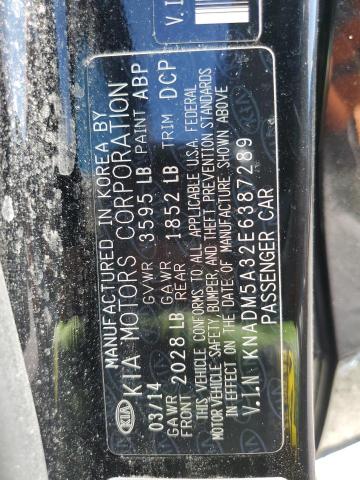 MANUFACTURED IN KOREA BY
KIA MOTORS CORPORATION
03/14 GVWR 3595 LB PAINT ABP
GAWR FRONT 2028 LB GAWR REAR 1852 LB TRIM DCP
THIS VEHICLE CONFORMS TO ALL APPLICABLE U.S.A. FEDERAL
MOTOR VEHICLE SAFETY, BUMPER, AND THEFT PREVENTION STANDARDS
IN EFFECT ON THE DATE OF MANUFACTURE SHOWN ABOVE
V.I.N KNADM5A32E6387289
PASSENGER CAR
KIA
V.I